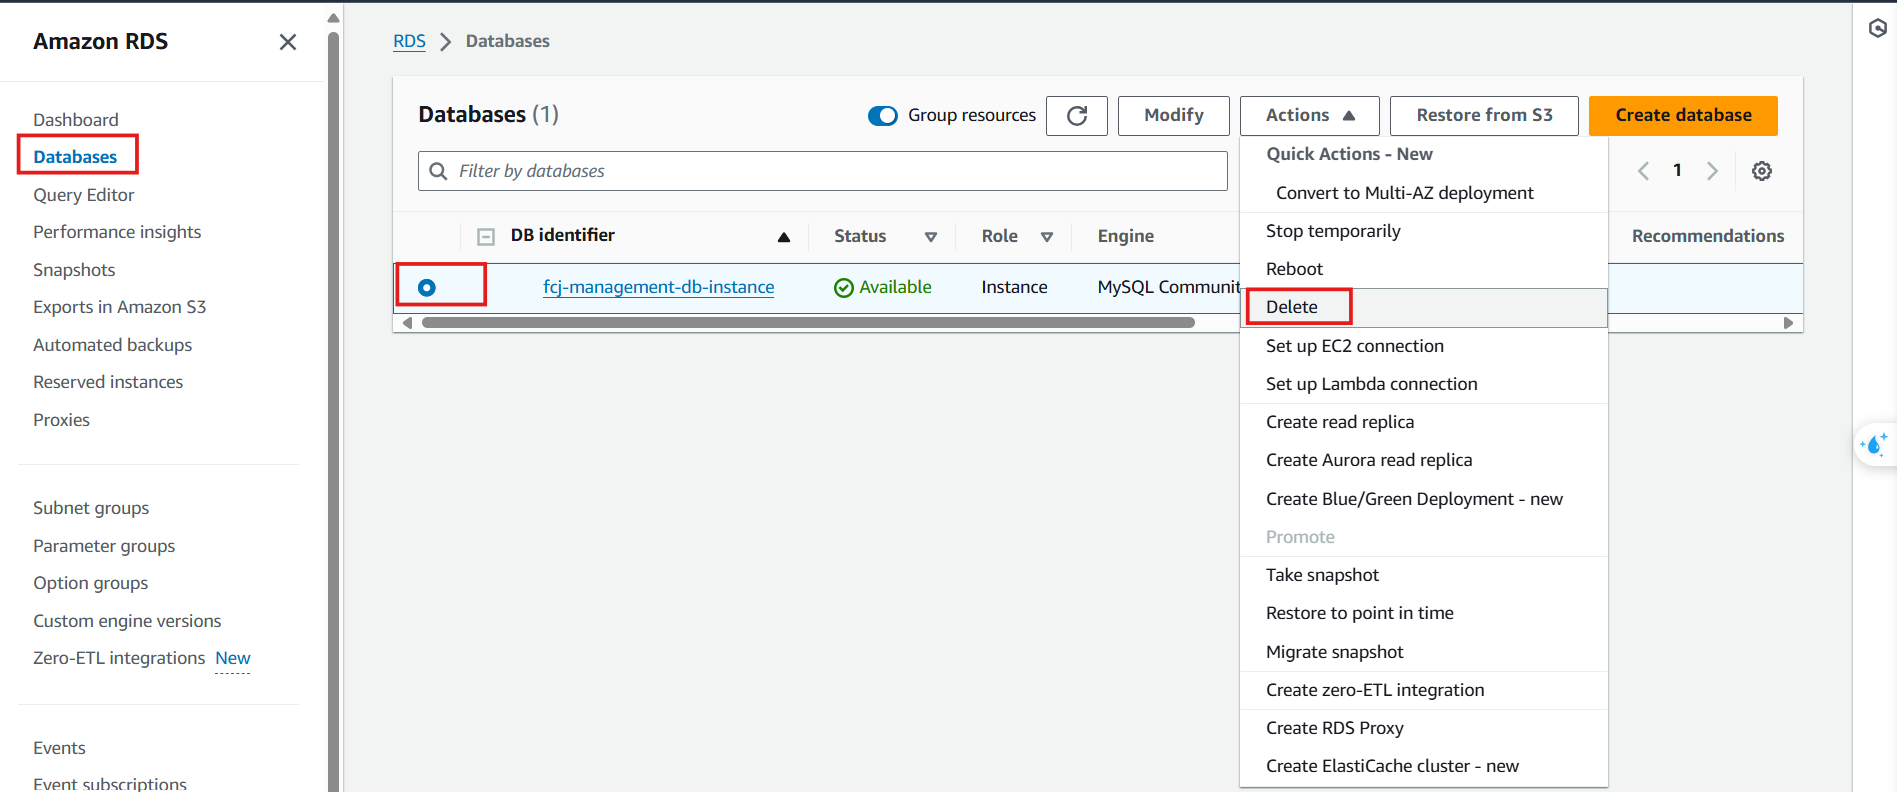 Amazon RDS
Dashboard
Databases
Query Editor
Performance insights
Snapshots
Exports in Amazon S3
Automated backups
Reserved instances
Proxies
Subnet groups
Parameter groups
Option groups
Custom engine versions
Zero-ETL integrations New
Events
Event subscriptions
RDS > Databases
Databases (1)
Group resources
Modify
Actions
Restore from S3
Create database
Filter by databases
1
DB identifier
Status
Role
Engine
Recommendations
fcj-management-db-instance
Available
Instance
MySQL Communit
Quick Actions - New
Convert to Multi-AZ deployment
Stop temporarily
Reboot
Delete
Set up EC2 connection
Set up Lambda connection
Create read replica
Create Aurora read replica
Create Blue/Green Deployment - new
Promote
Take snapshot
Restore to point in time
Migrate snapshot
Create zero-ETL integration
Create RDS Proxy
Create ElastiCache cluster - new